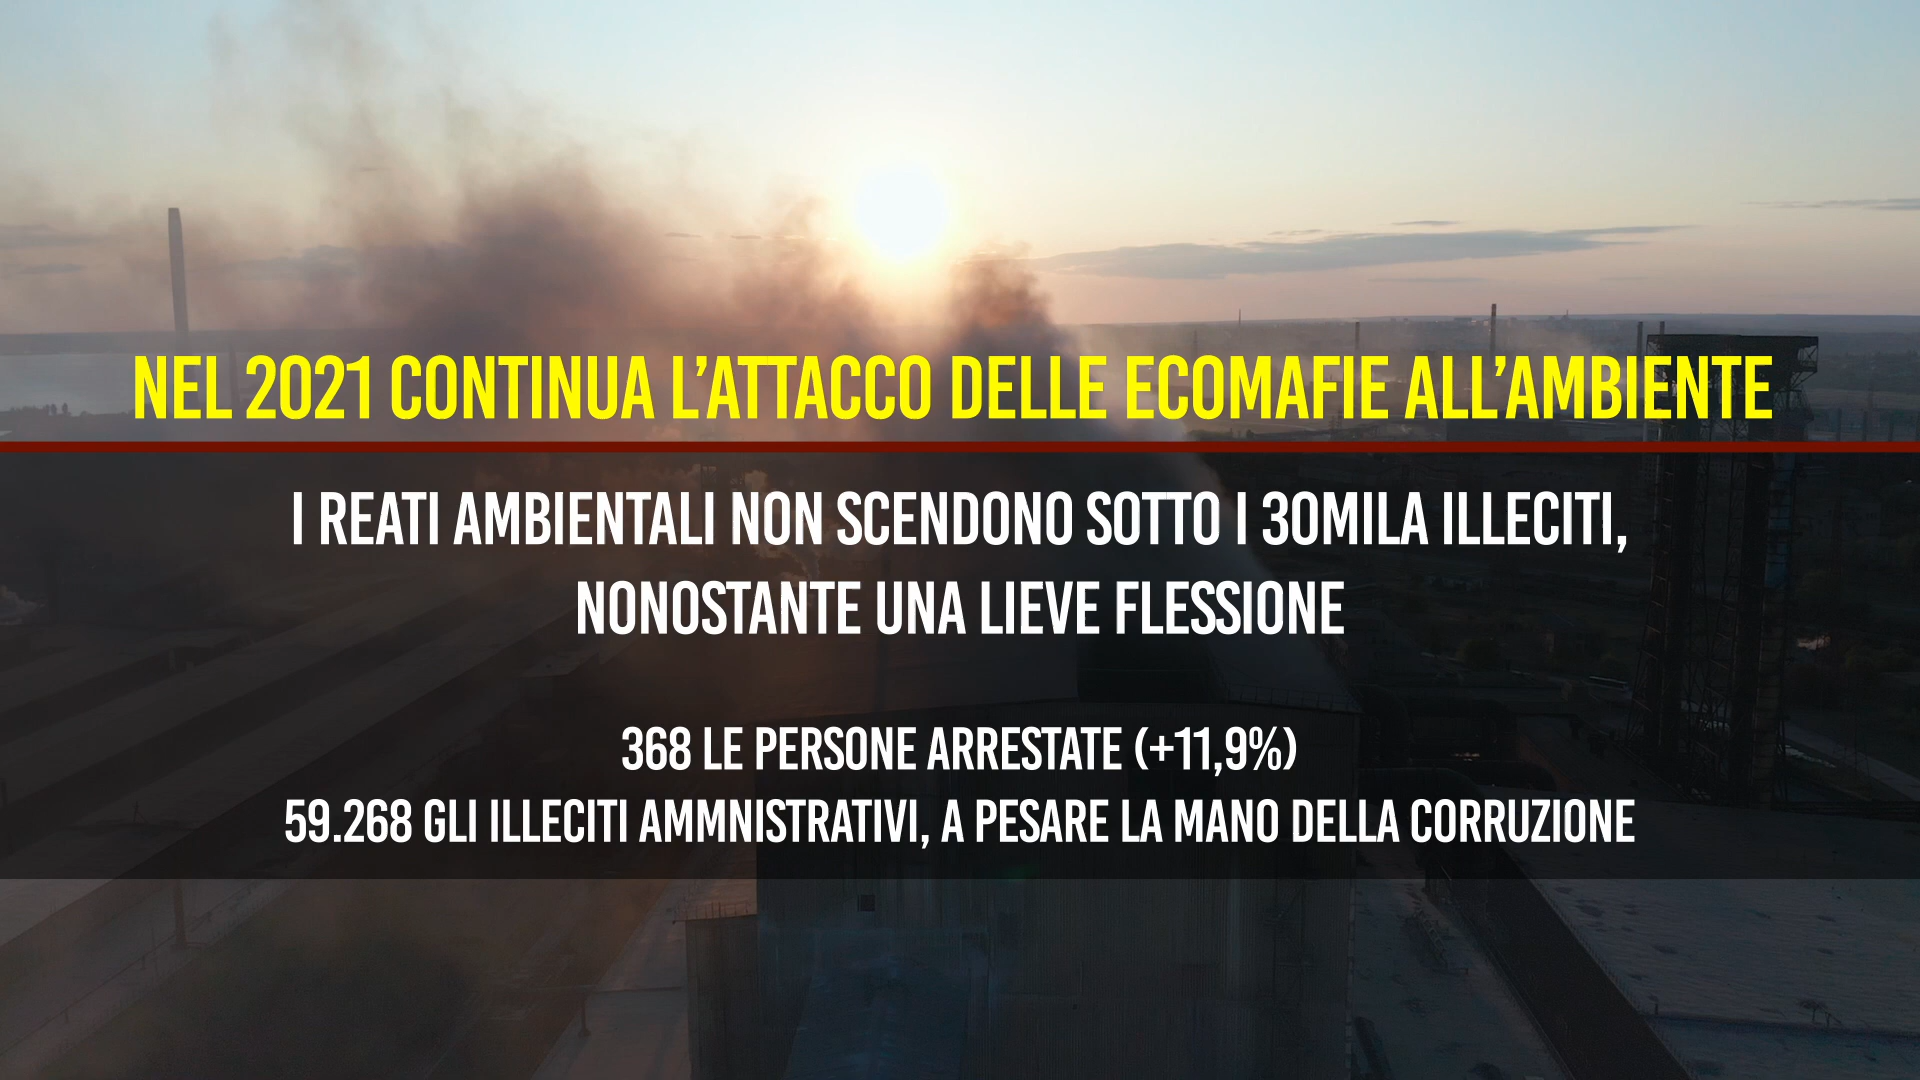 NEL 2021 CONTINUA L'ATTACCO DELLE ECOMAFIE ALL'AMBIENTE
I REATI AMBIENTALI NON SCENDONO SOTTO I 30MILA ILLECITI,
NONOSTANTE UNA LIEVE FLESSIONE
368 LE PERSONE ARRESTATE (+11,9%)
59.268 GLI ILLECITI AMMNISTRATIVI, A PESARE LA MANO DELLA CORRUZIONE